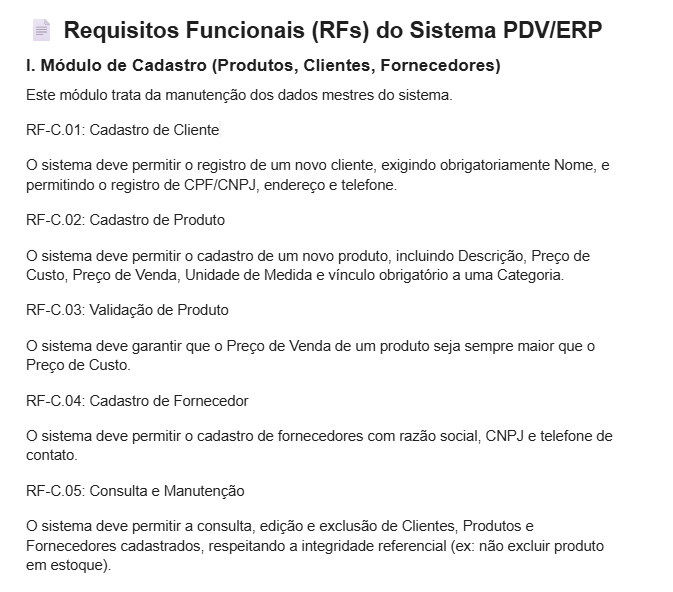 Requisitos Funcionais (RFs) do Sistema PDV/ERP
I. Módulo de Cadastro (Produtos, Clientes, Fornecedores)
Este módulo trata da manutenção dos dados mestres do sistema.
RF-C.01: Cadastro de Cliente
O sistema deve permitir o registro de um novo cliente, exigindo obrigatoriamente Nome, e
permitindo o registro de CPF/CNPJ, endereço e telefone.
RF-C.02: Cadastro de Produto
O sistema deve permitir o cadastro de um novo produto, incluindo Descrição, Preço de
Custo, Preço de Venda, Unidade de Medida e vínculo obrigatório a uma Categoria.
RF-C.03: Validação de Produto
O sistema deve garantir que o Preço de Venda de um produto seja sempre maior que o
Preço de Custo.
RF-C.04: Cadastro de Fornecedor
O sistema deve permitir o cadastro de fornecedores com razão social, CNPJ e telefone de
contato.
RF-C.05: Consulta e Manutenção
O sistema deve permitir a consulta, edição e exclusão de Clientes, Produtos e
Fornecedores cadastrados, respeitando a integridade referencial (ex: não excluir produto
em estoque).